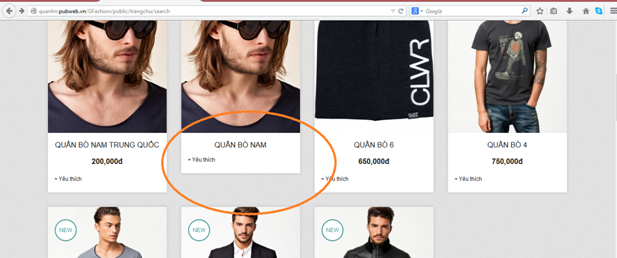 quanho.pubweb.vn/GFashion/public/trangchu/search
Google
CLWR
QUẦN BÒ NAM TRUNG QUỐC
200,000đ
+ Yêu thích
QUẦN BÒ NAM
+ Yêu thích
QUẦN BÒ 6
650,000đ
+ Yêu thích
QUẦN BÒ 4
750,000đ
+ Yêu thích
NEW
NEW
NEW